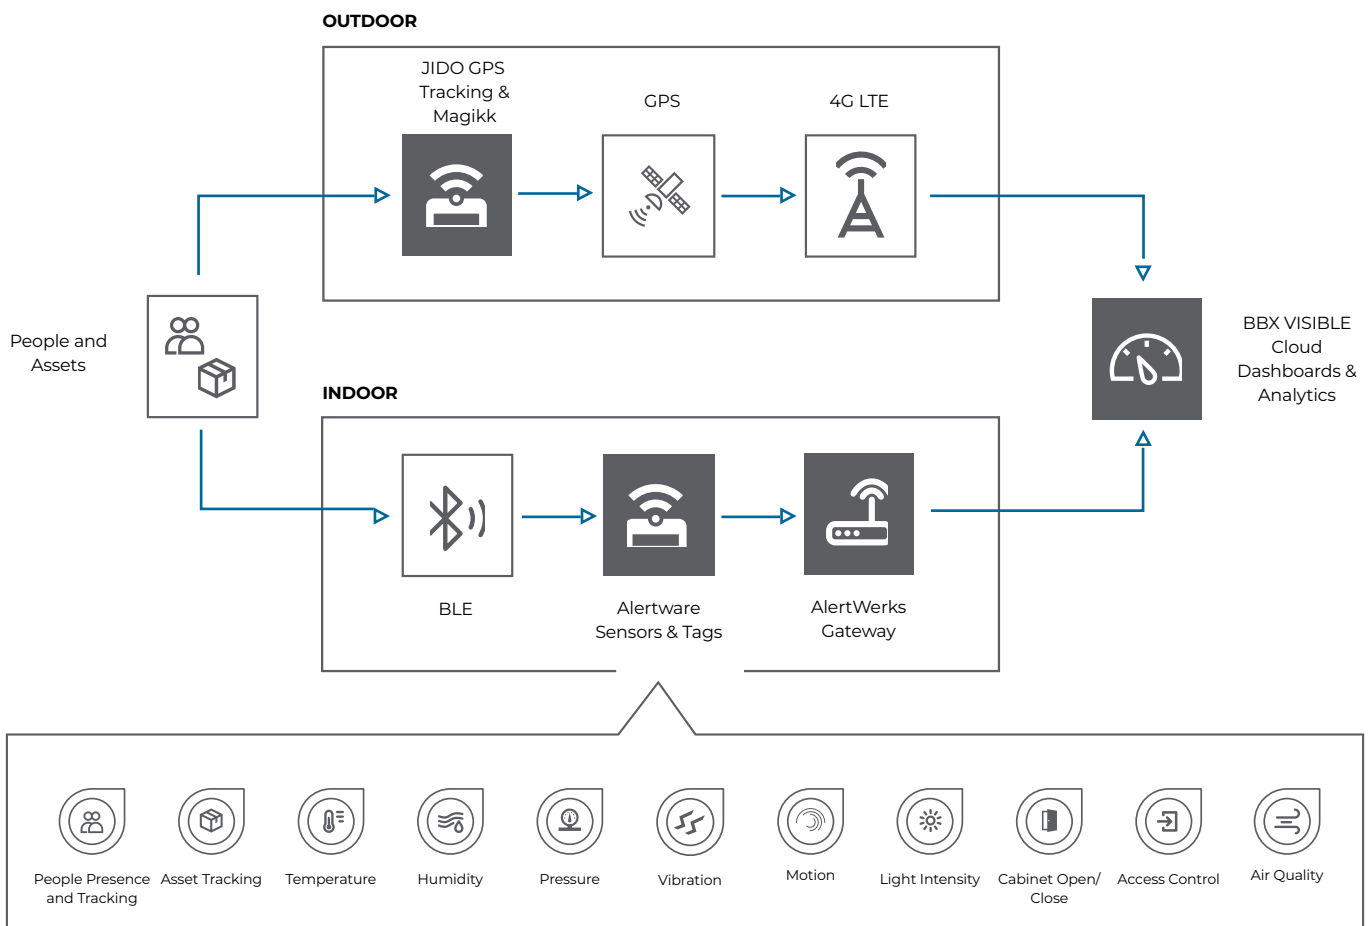 OUTDOOR
JIDO GPS
Tracking &
Magikk
GPS
4G LTE
People and
Assets
BBX VISIBLE
Cloud
Dashboards &
Analytics
INDOOR
BLE
Alertware
Sensors & Tags
AlertWerks
Gateway
People Presence
and Tracking
Asset Tracking
Temperature
Humidity
Pressure
Vibration
Motion
Light Intensity
Cabinet Open/
Close
Access Control
Air Quality